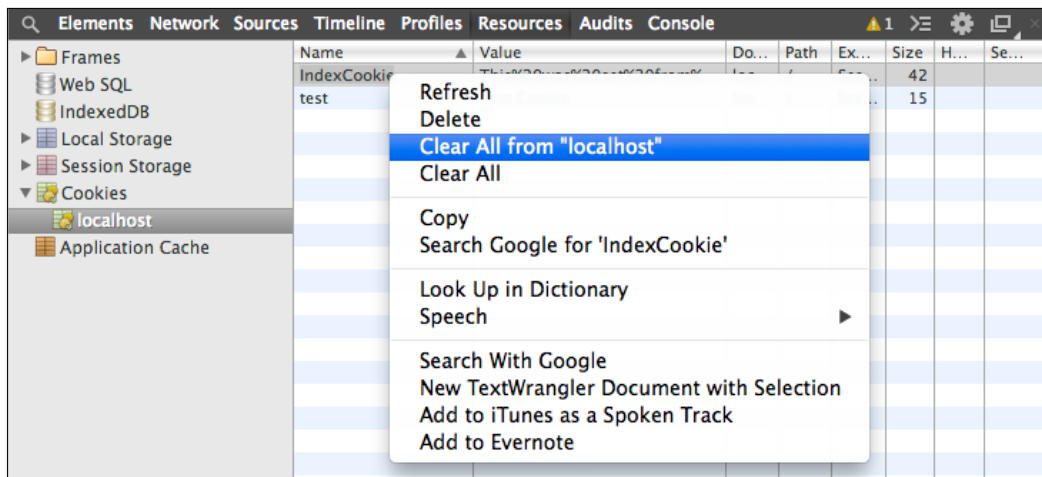 Elements Network Sources Timeline Profiles Resources Audits Console 1
Name Value Do... Path Ex... Size H... Se...
Frames
Web SQL
IndexedDB
Local Storage
Session Storage
Cookies
localhost
Application Cache
IndexCookie 42
test 15
Refresh
Delete
Clear All from "localhost"
Clear All
Copy
Search Google for 'IndexCookie'
Look Up in Dictionary
Speech
Search With Google
New TextWrangler Document with Selection
Add to iTunes as a Spoken Track
Add to Evernote